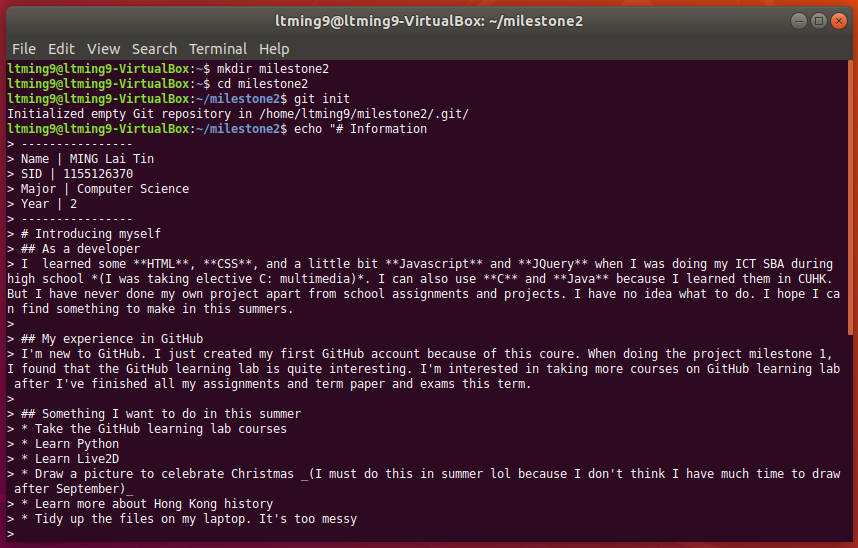 ltming9@ltming9-VirtualBox: ~/milestone2
File Edit View Search Terminal Help
ltming9@ltming9-VirtualBox:~$ mkdir milestone2
ltming9@ltming9-VirtualBox:~$ cd milestone2
ltming9@ltming9-VirtualBox:~/milestone2$ git init
Initialized empty Git repository in /home/ltming9/milestone2/.git/
ltming9@ltming9-VirtualBox:~/milestone2$ echo "# Information
> ----------------
> Name | MING Lai Tin
> SID | 1155126370
> Major | Computer Science
> Year | 2
> ----------------
> # Introducing myself
> ## As a developer
> I  learned some **HTML**, **CSS**, and a little bit **Javascript** and **JQuery** when I was doing my ICT SBA during
high school *(I was taking elective C: multimedia)*. I can also use **C** and **Java** because I learned them in CUHK.
But I have never done my own project apart from school assignments and projects. I have no idea what to do. I hope I ca
n find something to make in this summers.
>
> ## My experience in GitHub
> I'm new to GitHub. I just created my first GitHub account because of this coure. When doing the project milestone 1,
I found that the GitHub learning lab is quite interesting. I'm interested in taking more courses on GitHub learning lab
 after I've finished all my assignments and term paper and exams this term.
>
> ## Something I want to do in this summer
> * Take the GitHub learning lab courses
> * Learn Python
> * Learn Live2D
> * Draw a picture to celebrate Christmas _(I must do this in summer lol because I don't think I have much time to draw
 after September)_
> * Learn more about Hong Kong history
> * Tidy up the files on my laptop. It's too messy
>